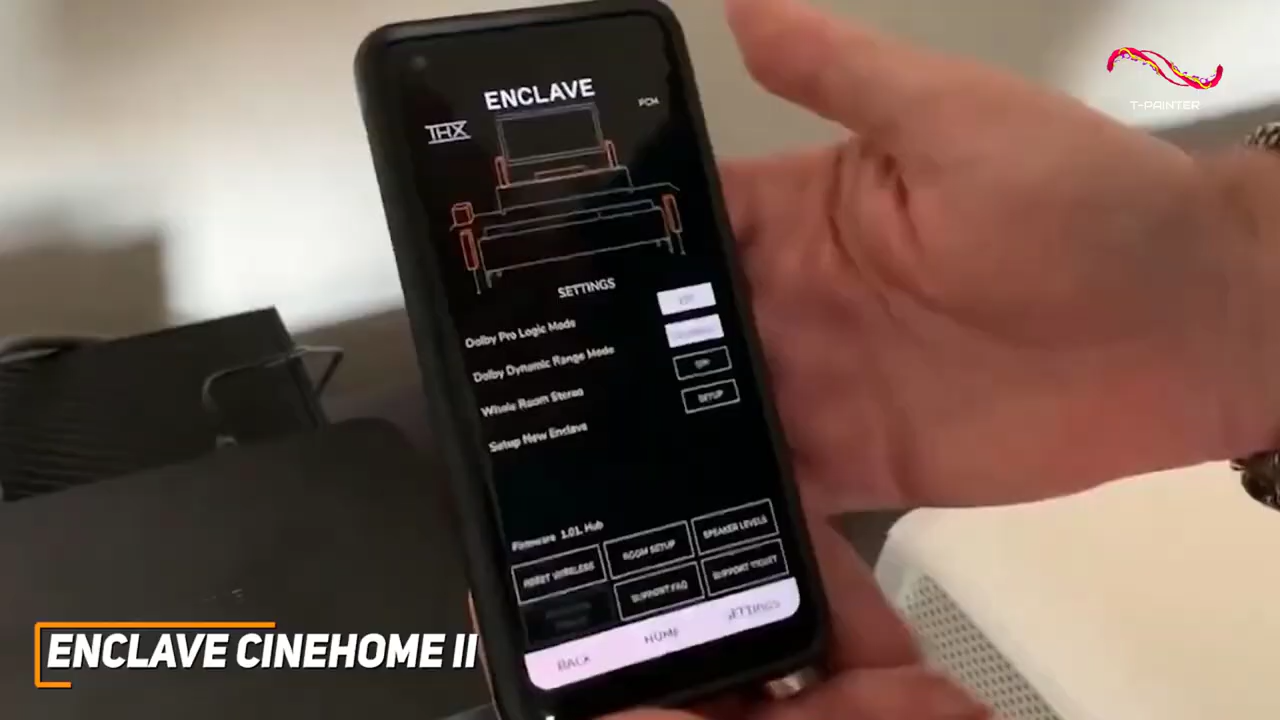 T-PAINTER
ENCLAVE
THX
PCM
SETTINGS
Dolby Pro Logic Mode
Dolby Dynamic Range Mode
Whole Room Stereo
Setup New Enclave
SETUP
Firmware 1.01. Hub
RESET WIRELESS
ROOM SETUP
SPEAKER LEVELS
SUPPORT FAQ
SUPPORT TICKET
BACK
HOME
SETTINGS
ENCLAVE CINEHOME II